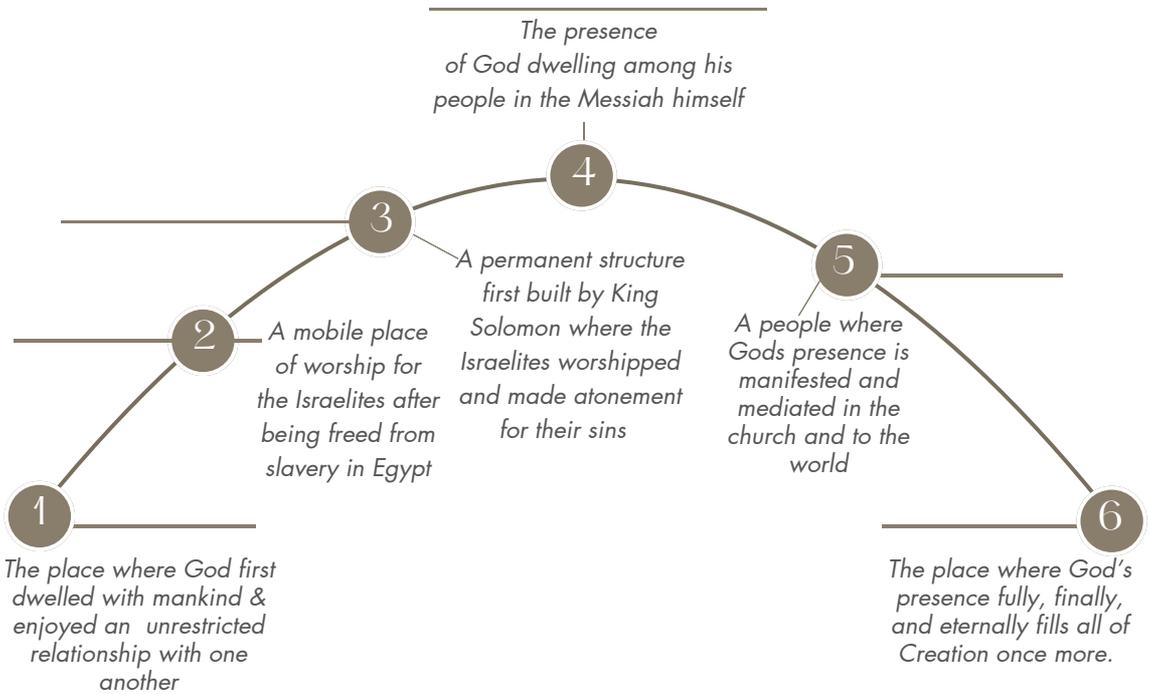 The presence
of God dwelling among his
people in the Messiah himself
4
3
A permanent structure
first built by King
Solomon where the
Israelites worshipped
and made atonement
for their sins
5
A people where
Gods presence is
manifested and
mediated in the
church and to the
world
2
A mobile place
of worship for
the Israelites after
being freed from
slavery in Egypt
1
The place where God first
dwelled with mankind &
enjoyed an unrestricted
relationship with one
another
6
The place where God's
presence fully, finally,
and eternally fills all of
Creation once more.